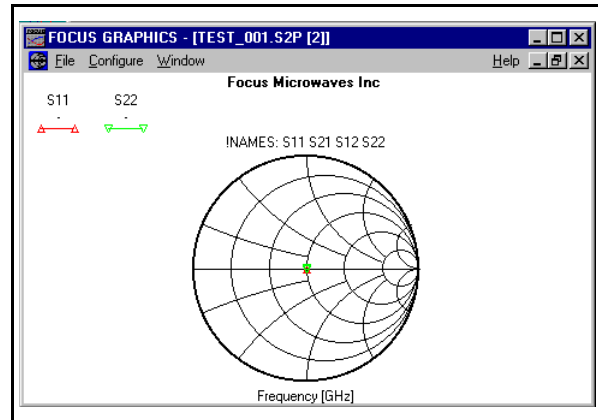 FOCUS GRAPHICS - [TEST_001.S2P [2]]
File Configure Window Help
Focus Microwaves Inc
S11 S22
- -
!NAMES: S11 S21 S12 S22
Frequency [GHz]